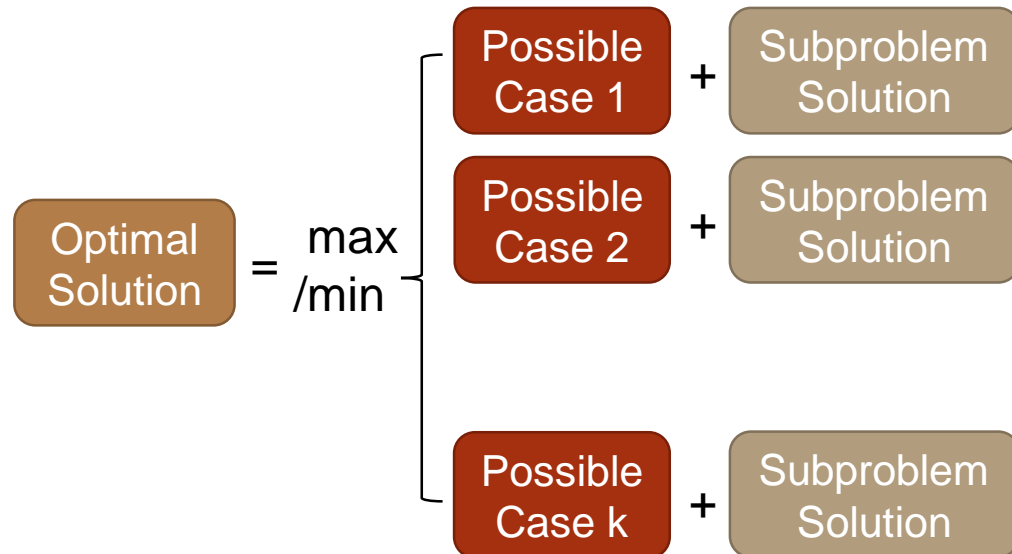 Possible
Case 1
+
Subproblem
Solution
Possible
Case 2
+
Subproblem
Solution
Optimal
Solution
=
max
/min
Possible
Case k
+
Subproblem
Solution